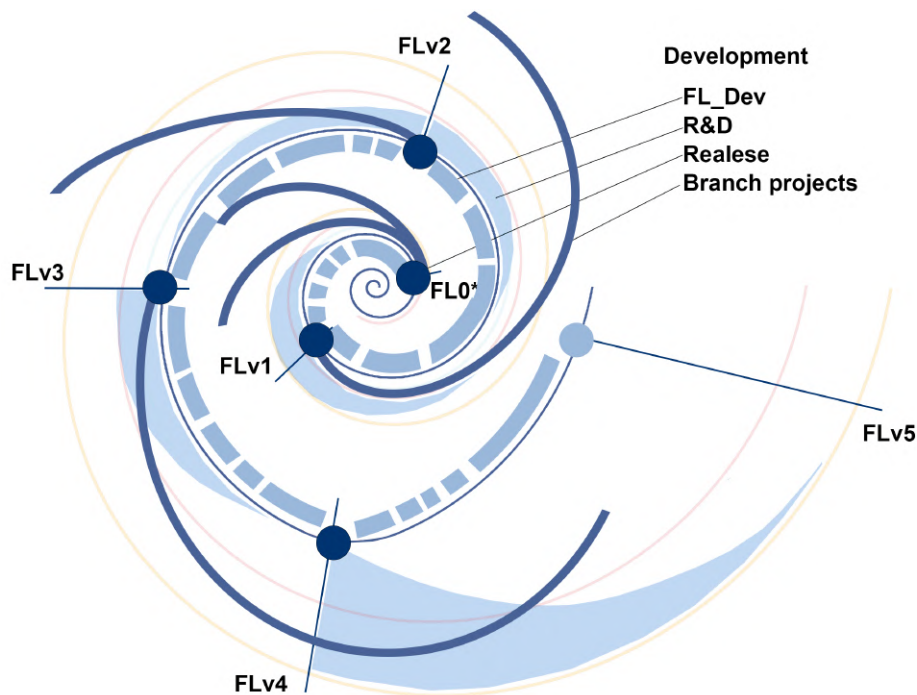 FLv2
Development
FL_Dev
R&D
Realese
Branch projects
FLv3
FL0*
FLv1
FLv5
FLv4